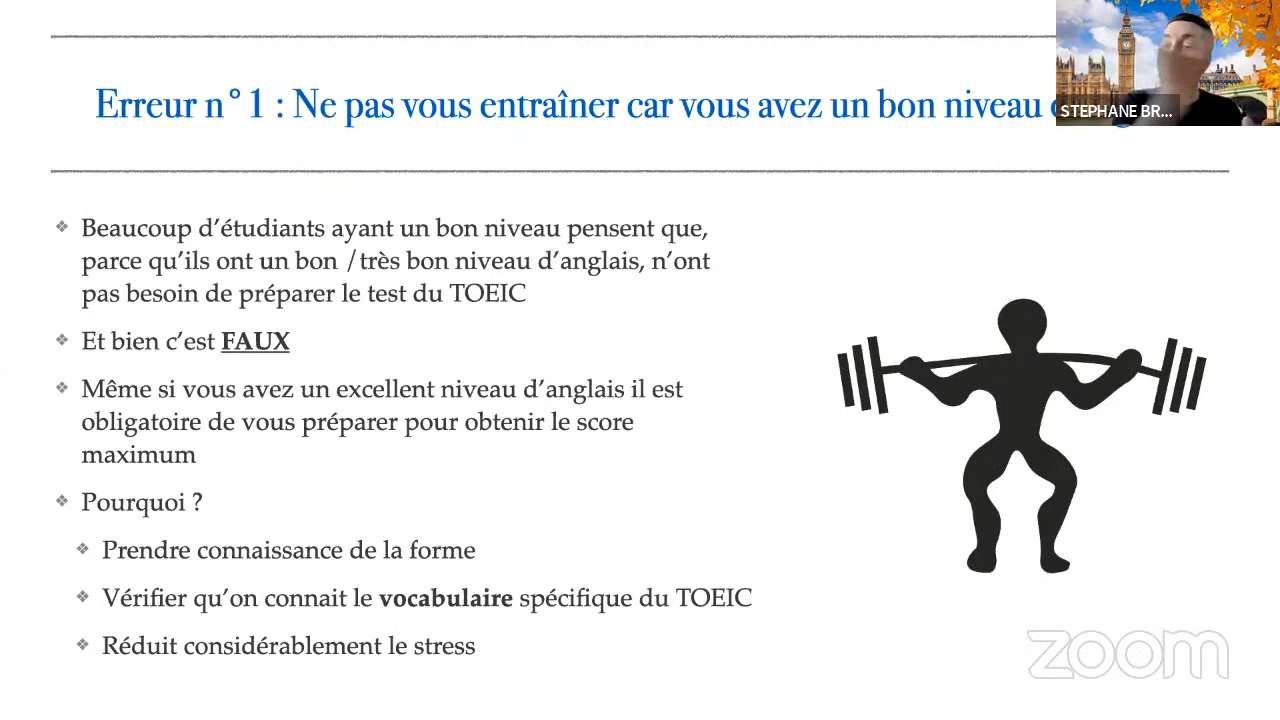 Erreur n°1 : Ne pas vous entraîner car vous avez un bon niveau
STEPHANE BR...
❖ Beaucoup d’étudiants ayant un bon niveau pensent que,
parce qu’ils ont un bon /très bon niveau d’anglais, n’ont
pas besoin de préparer le test du TOEIC
❖ Et bien c’est FAUX
❖ Même si vous avez un excellent niveau d’anglais il est
obligatoire de vous préparer pour obtenir le score
maximum
❖ Pourquoi ?
❖ Prendre connaissance de la forme
❖ Vérifier qu’on connait le vocabulaire spécifique du TOEIC
❖ Réduit considérablement le stress
zoom